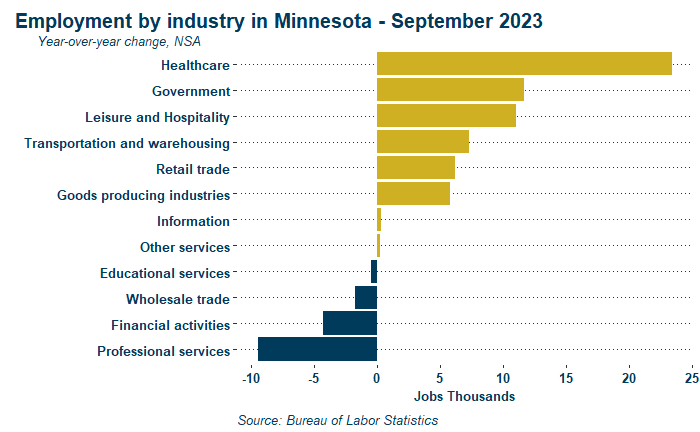 Employment by industry in Minnesota - September 2023
Year-over-year change, NSA
Healthcare
Government
Leisure and Hospitality
Transportation and warehousing
Retail trade
Goods producing industries
Information
Other services
Educational services
Wholesale trade
Financial activities
Professional services
-10 -5 0 5 10 15 20 25
Jobs Thousands
Source: Bureau of Labor Statistics